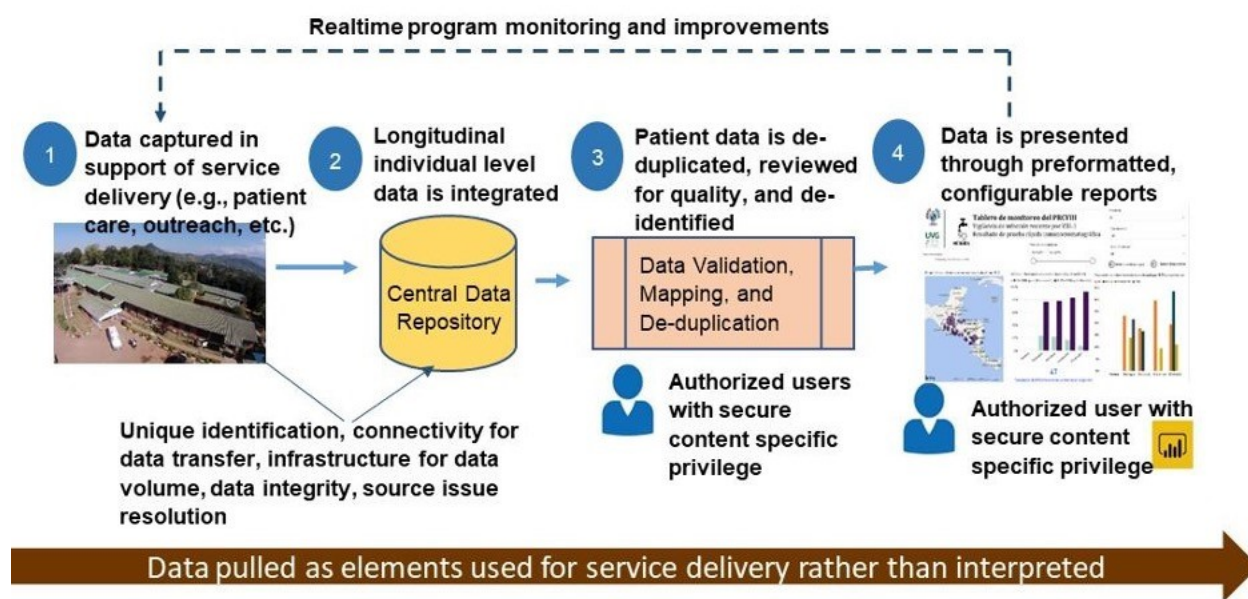 Realtime program monitoring and improvements
1
Data captured in
support of service
delivery (e.g., patient
care, outreach, etc.)
2
Longitudinal
individual level
data is integrated
3
Patient data is de-
duplicated, reviewed
for quality, and de-
identified
4
Data is presented
through preformatted,
configurable reports
Central Data
Repository
Data Validation,
Mapping, and
De-duplication
UVG
Tablero de monitoreo del PRCVIII
Unique identification, connectivity for
data transfer, infrastructure for data
volume, data integrity, source issue
resolution
Authorized users
with secure
content specific
privilege
Authorized user with
secure content
specific privilege
Data pulled as elements used for service delivery rather than interpreted